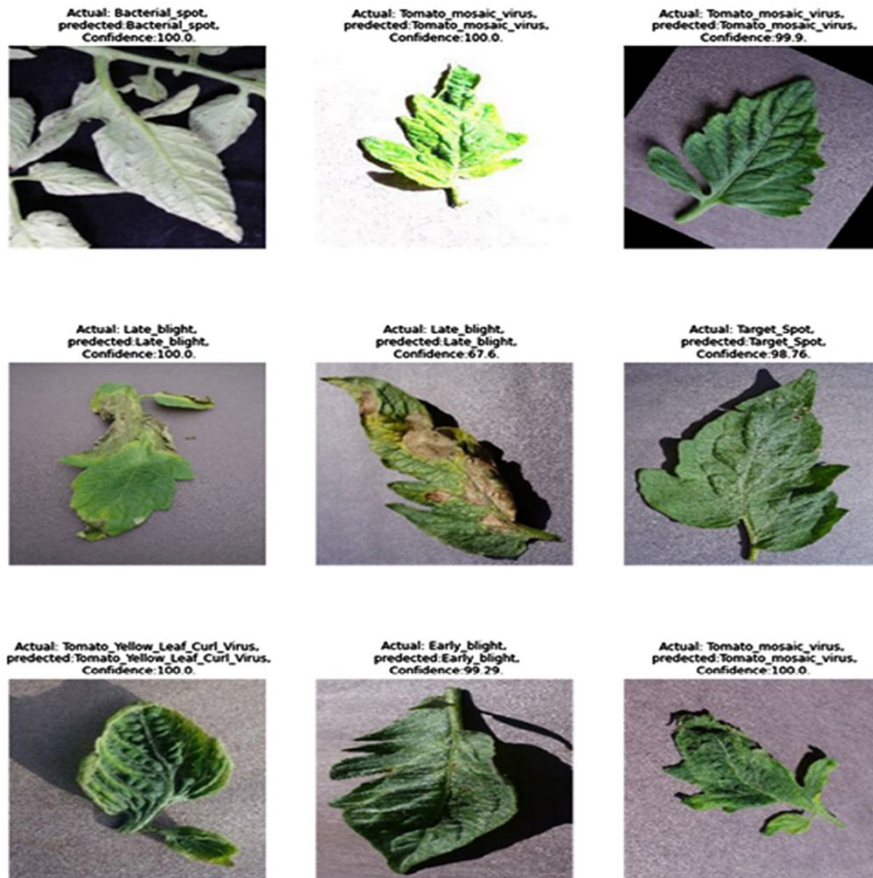 Actual: Bacterial_spot,
predected:Bacterial_spot,
Confidence:100.0.
Actual: Tomato_mosaic_virus,
predected:Tomato_mosaic_virus,
Confidence:100.0.
Actual: Tomato_mosaic_virus,
predected:Tomato_mosaic_virus,
Confidence:99.9.
Actual: Late_blight,
predected:Late_blight,
Confidence:100.0.
Actual: Late_blight,
predected:Late_blight,
Confidence:67.6.
Actual: Target_Spot,
predected:Target_Spot,
Confidence:98.76.
Actual: Tomato_Yellow_Leaf_Curl_Virus,
predected:Tomato_Yellow_Leaf_Curl_Virus,
Confidence:100.0.
Actual: Early_blight,
predected:Early_blight,
Confidence:99.29.
Actual: Tomato_mosaic_virus,
predected:Tomato_mosaic_virus,
Confidence:100.0.